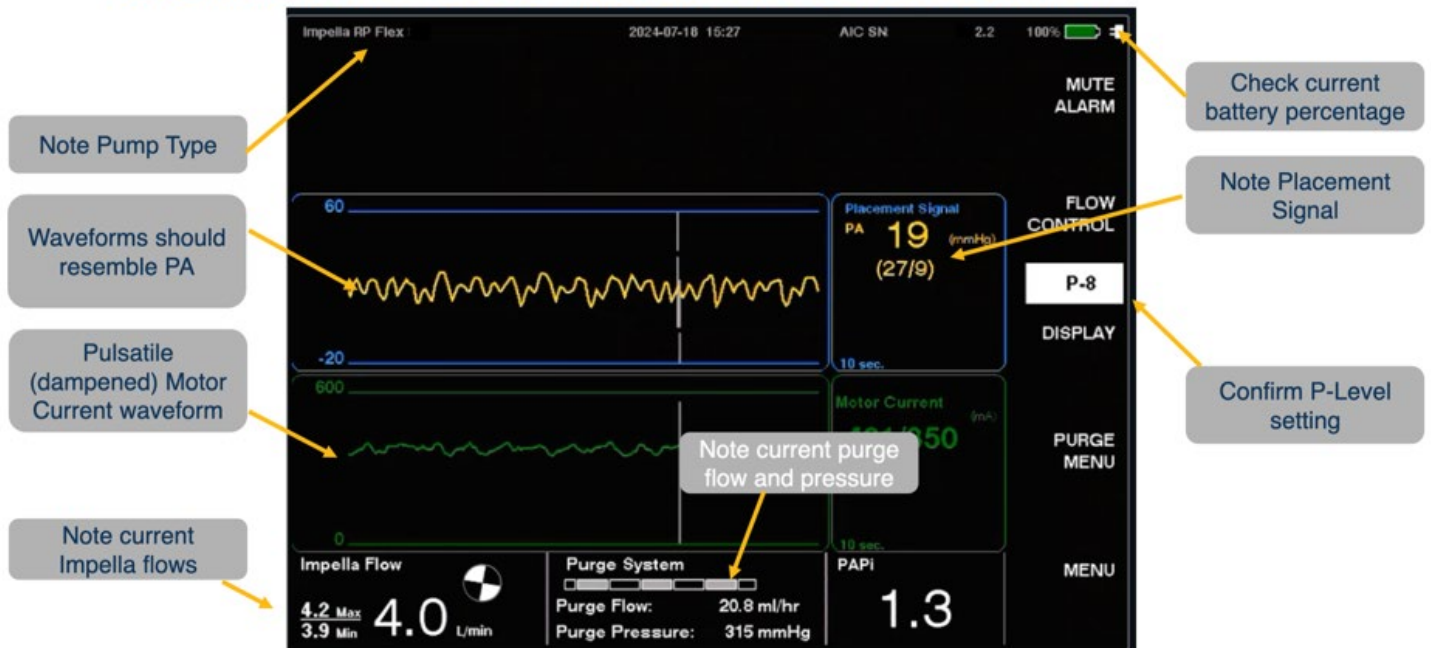 Impella RP Flex
2024-07-18 15:27
AIC SN
2.2
100%
MUTE
ALARM
Check current
battery percentage
Note Pump Type
Note Placement
Signal
60
Placement Signal
PA 19 (mmHg)
(27/9)
FLOW
CONTROL
Waveforms should
resemble PA
P-8
DISPLAY
-20
10 sec.
Pulsatile
(dampened) Motor
Current waveform
Confirm P-Level
setting
600
Motor Current
(mA)
Note current purge
flow and pressure
PURGE
MENU
0
10 sec.
Note current
Impella flows
Impella Flow
4.2 Max
3.9 Min
4.0 L/min
Purge System
Purge Flow: 20.8 ml/hr
Purge Pressure: 315 mmHg
PAPi
1.3
MENU